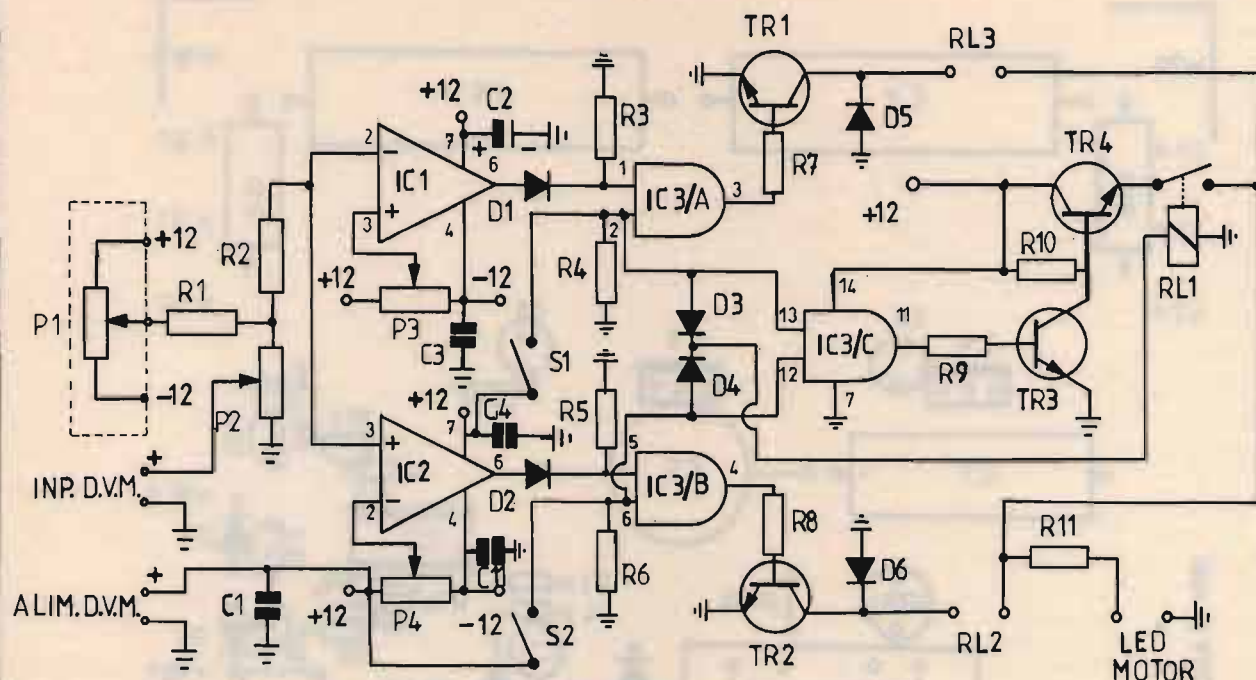 TR1
RL3
+12
C2
R3
7
+
-
D5
2
-
6
1
TR4
IC1
IC3/A
3
R7
+
3
D1
4
2
+12
+12
-12
R4
R10
R2
+12
14
RL1
R1
P3
D3
13
11
P1
C3
IC3/C
S1
D4
12
R9
-12
+12
C4
R5
7
TR3
P2
7
3
+
6
5
IC2
IC3/B
4
+
-
D2
INP. D.V.M.
2
4
6
R8
R11
+
R6
D6
ALIM. D.V.M.
C1
C1
+12
P4
-12
S2
TR2
RL2
LED
MOTOR